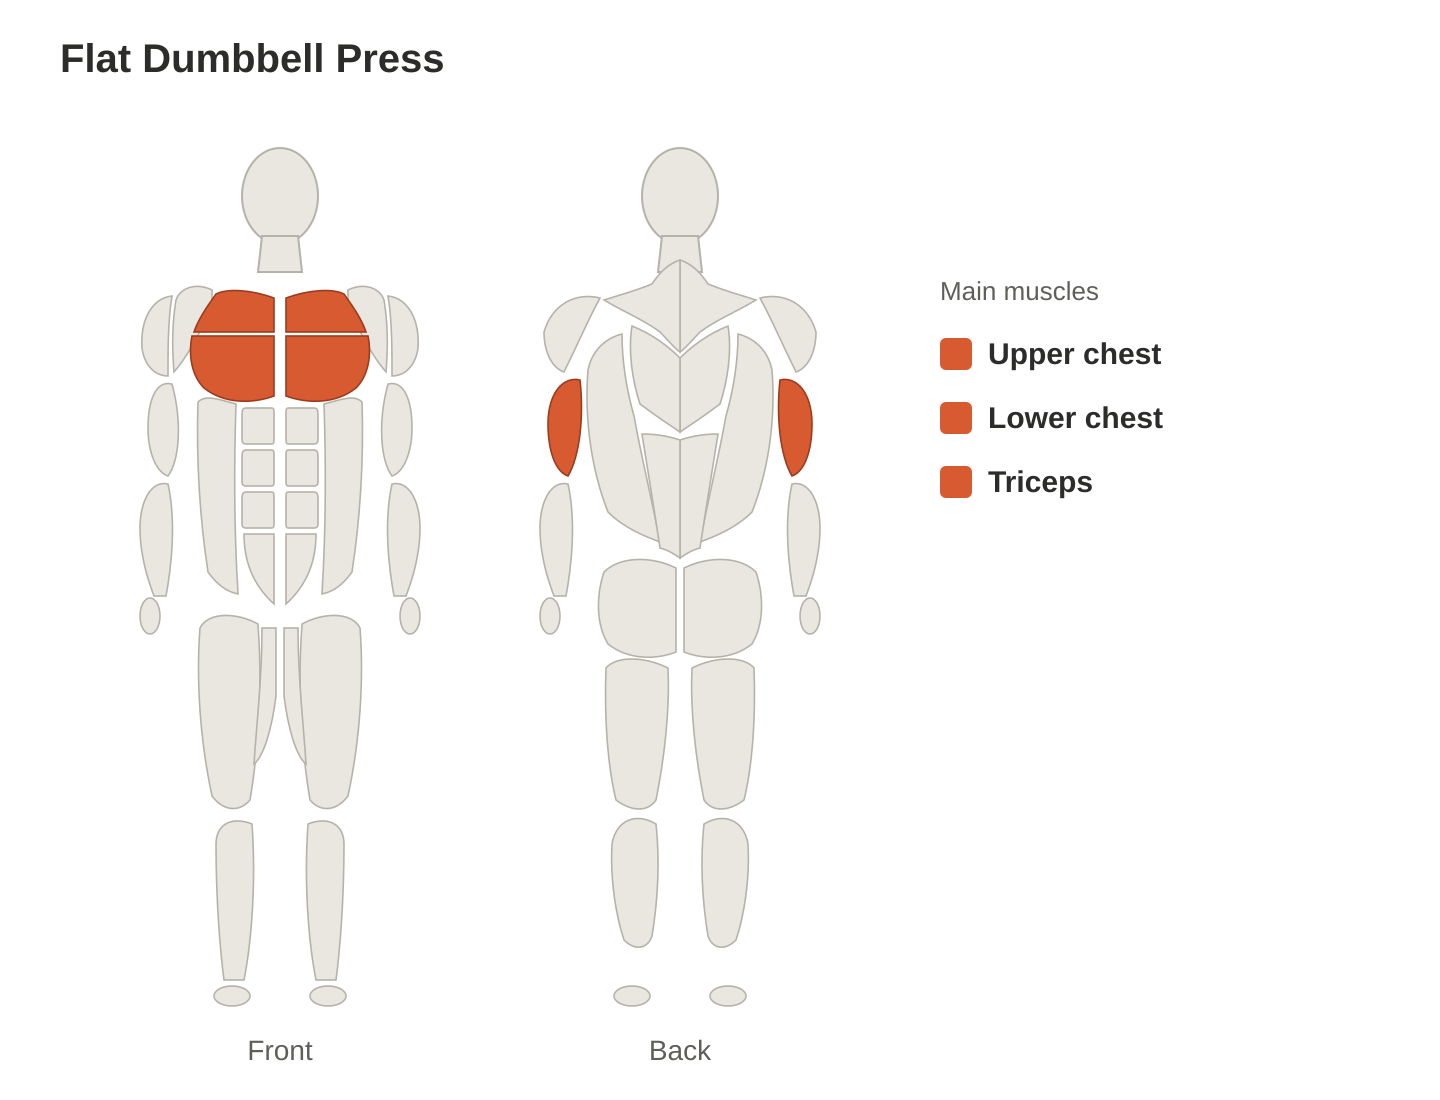 Flat Dumbbell Press
Main muscles
Upper chest
Lower chest
Triceps
Front
Back